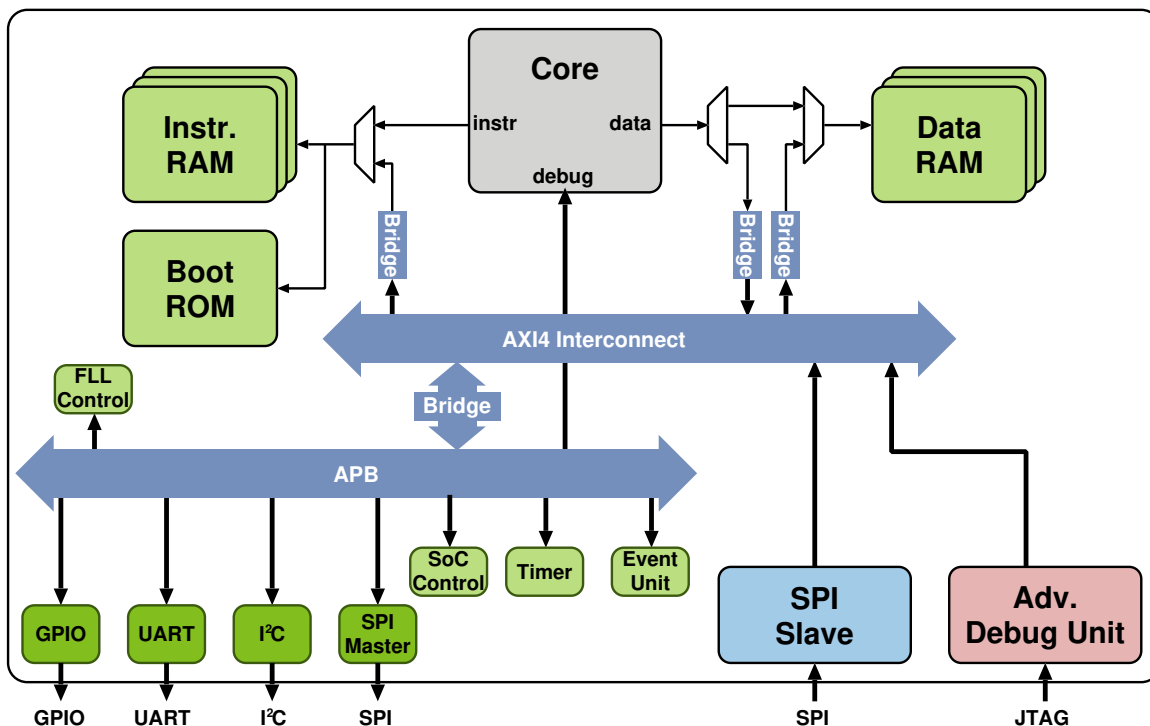 Core
instr
data
debug
Instr.
RAM
Data
RAM
Boot
ROM
Bridge
Bridge
Bridge
AXI4 Interconnect
FLL
Control
Bridge
APB
SoC
Control
Timer
Event
Unit
GPIO
UART
I²C
SPI
Master
SPI
Slave
Adv.
Debug Unit
GPIO
UART
I²C
SPI
SPI
JTAG